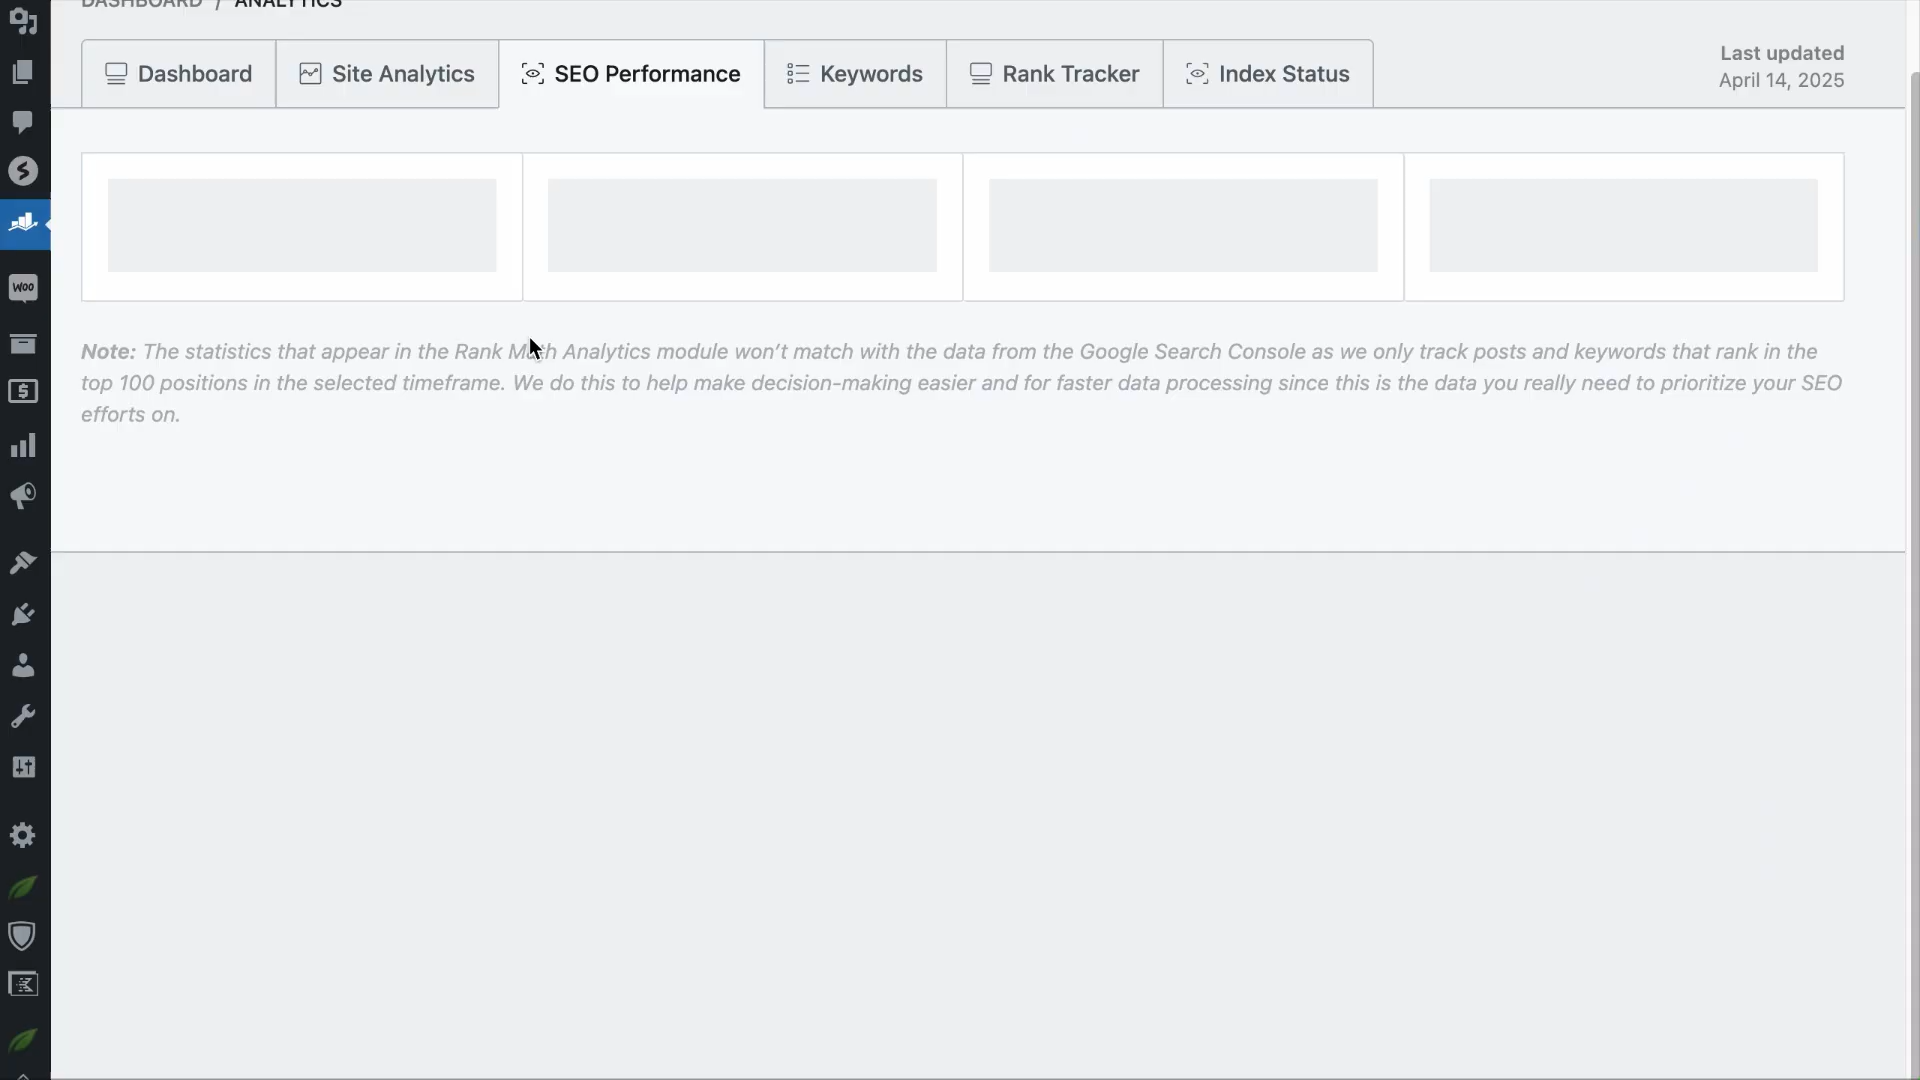 DASHBOARD / ANALYTICS
Dashboard
Site Analytics
SEO Performance
Keywords
Rank Tracker
Index Status
Last updated
April 14, 2025
Woo
Note: The statistics that appear in the Rank Math Analytics module won't match with the data from the Google Search Console as we only track posts and keywords that rank in the
top 100 positions in the selected timeframe. We do this to help make decision-making easier and for faster data processing since this is the data you really need to prioritize your SEO
efforts on.